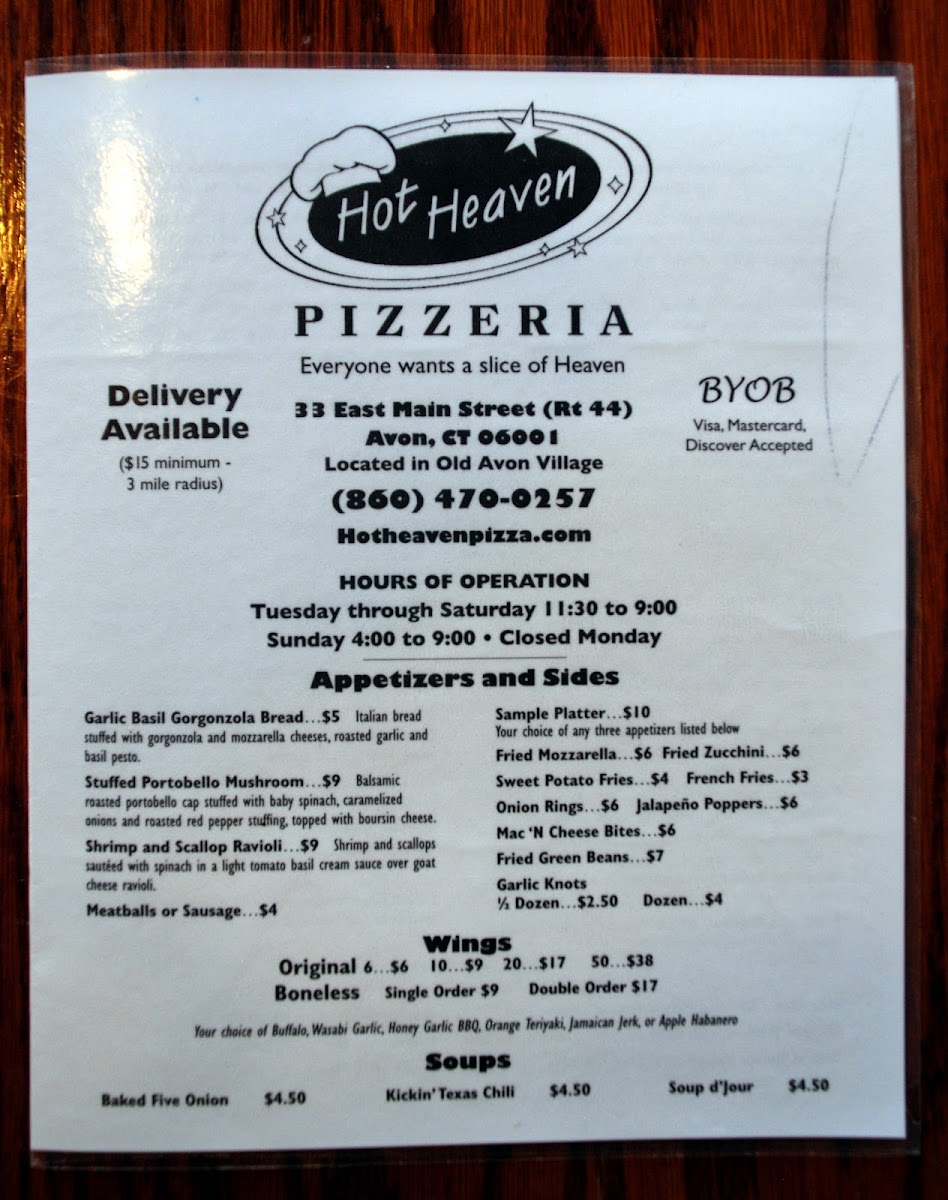 Hot Heaven
PIZZERIA
Everyone wants a slice of Heaven
Delivery
Available
($15 minimum -
3 mile radius)
33 East Main Street (Rt 44)
Avon, CT 06001
Located in Old Avon Village
(860) 470-0257
Hotheavenpizza.com
BYOB
Visa, Mastercard,
Discover Accepted
HOURS OF OPERATION
Tuesday through Saturday 11:30 to 9:00
Sunday 4:00 to 9:00 • Closed Monday
Appetizers and Sides
Garlic Basil Gorgonzola Bread...$5 Italian bread
stuffed with gorgonzola and mozzarella cheeses, roasted garlic and
basil pesto.
Stuffed Portobello Mushroom...$9 Balsamic
roasted portobello cap stuffed with baby spinach, caramelized
onions and roasted red pepper stuffing, topped with boursin cheese.
Shrimp and Scallop Ravioli...$9 Shrimp and scallops
sautéed with spinach in a light tomato basil cream sauce over goat
cheese ravioli.
Meatballs or Sausage...$4
Sample Platter...$10
Your choice of any three appetizers listed below
Fried Mozzarella...$6 Fried Zucchini...$6
Sweet Potato Fries...$4 French Fries...$3
Onion Rings...$6 Jalapeño Poppers...$6
Mac 'N Cheese Bites...$6
Fried Green Beans...$7
Garlic Knots
½ Dozen...$2.50 Dozen...$4
Wings
Original 6...$6 10...$9 20...$17 50...$38
Boneless Single Order $9 Double Order $17
Your choice of Buffalo, Wasabi Garlic, Honey Garlic BBQ, Orange Teriyaki, Jamaican Jerk, or Apple Habanero
Soups
Baked Five Onion $4.50 Kickin' Texas Chili $4.50 Soup d'Jour $4.50